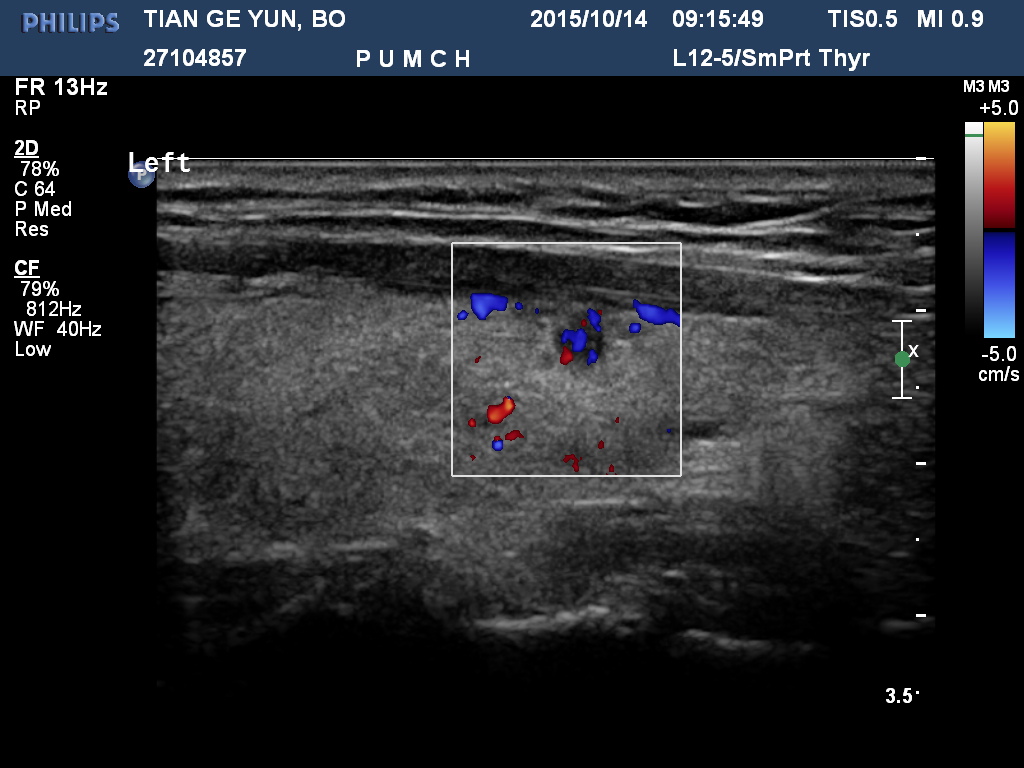 PHILIPS
TIAN GE YUN, BO 2015/10/14 09:15:49 TIS0.5 MI 0.9
27104857 P U M C H L12-5/SmPrt Thyr
FR 13Hz
RP
2D
78%
C 64
P Med
Res
CF
79%
812Hz
WF 40Hz
Low
Left
P
M3 M3
+5.0
x
-5.0
cm/s
3.5